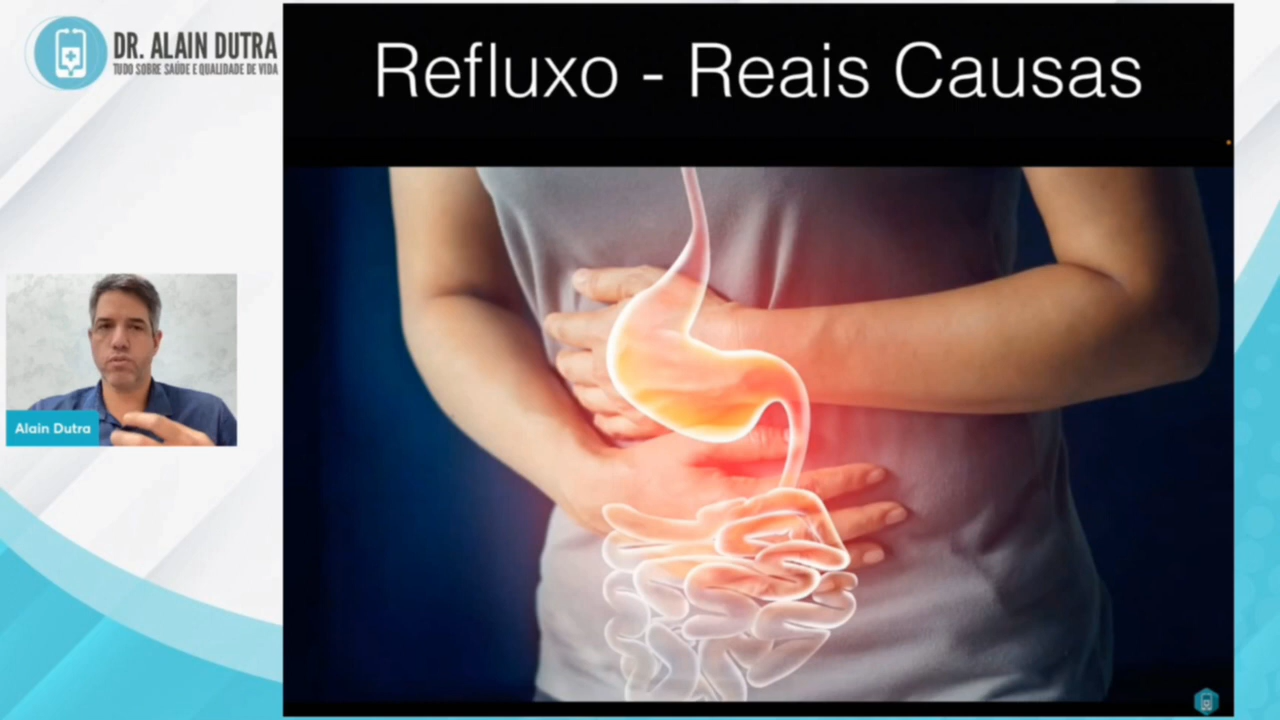 DR. ALAIN DUTRA
TUDO SOBRE SAÚDE E QUALIDADE DE VIDA
Refluxo - Reais Causas
Alain Dutra